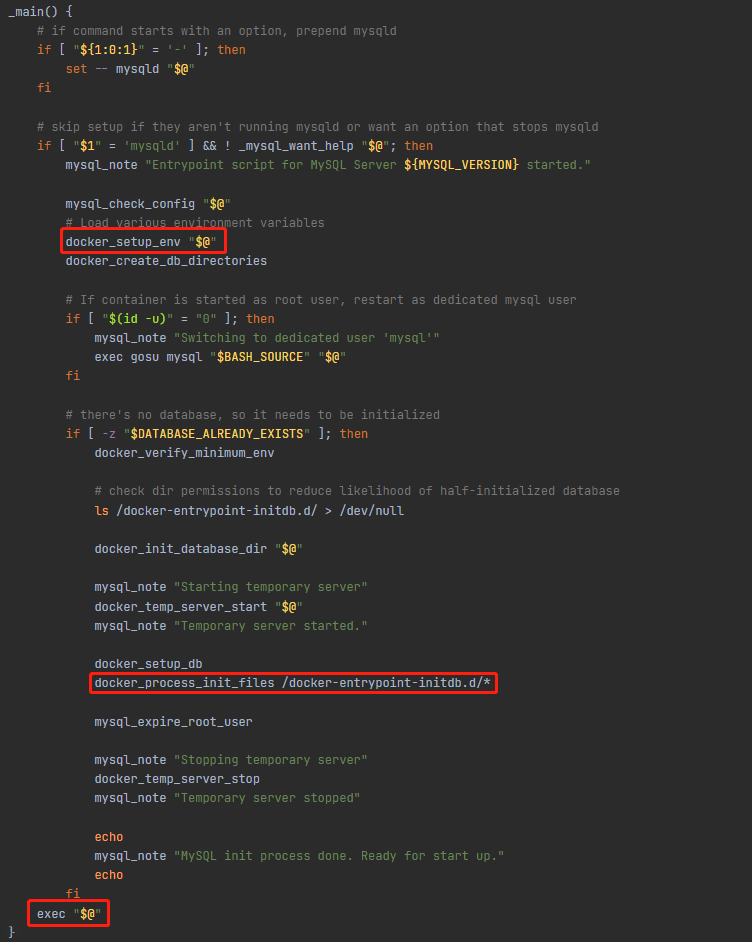 _main() {
    # if command starts with an option, prepend mysqld
    if [ "${1:0:1}" = '-' ]; then
        set -- mysqld "$@"
    fi

    # skip setup if they aren't running mysqld or want an option that stops mysqld
    if [ "$1" = 'mysqld' ] && ! _mysql_want_help "$@"; then
        mysql_note "Entrypoint script for MySQL Server ${MYSQL_VERSION} started."

        mysql_check_config "$@"
        # Load various environment variables
        docker_setup_env "$@"
        docker_create_db_directories

        # If container is started as root user, restart as dedicated mysql user
        if [ "$(id -u)" = "0" ]; then
            mysql_note "Switching to dedicated user 'mysql'"
            exec gosu mysql "$BASH_SOURCE" "$@"
        fi

        # there's no database, so it needs to be initialized
        if [ -z "$DATABASE_ALREADY_EXISTS" ]; then
            docker_verify_minimum_env

            # check dir permissions to reduce likelihood of half-initialized database
            ls /docker-entrypoint-initdb.d/ > /dev/null

            docker_init_database_dir "$@"

            mysql_note "Starting temporary server"
            docker_temp_server_start "$@"
            mysql_note "Temporary server started."

            docker_setup_db
            docker_process_init_files /docker-entrypoint-initdb.d/*

            mysql_expire_root_user

            mysql_note "Stopping temporary server"
            docker_temp_server_stop
            mysql_note "Temporary server stopped"

            echo
            mysql_note "MySQL init process done. Ready for start up."
            echo
        fi
    exec "$@"
}